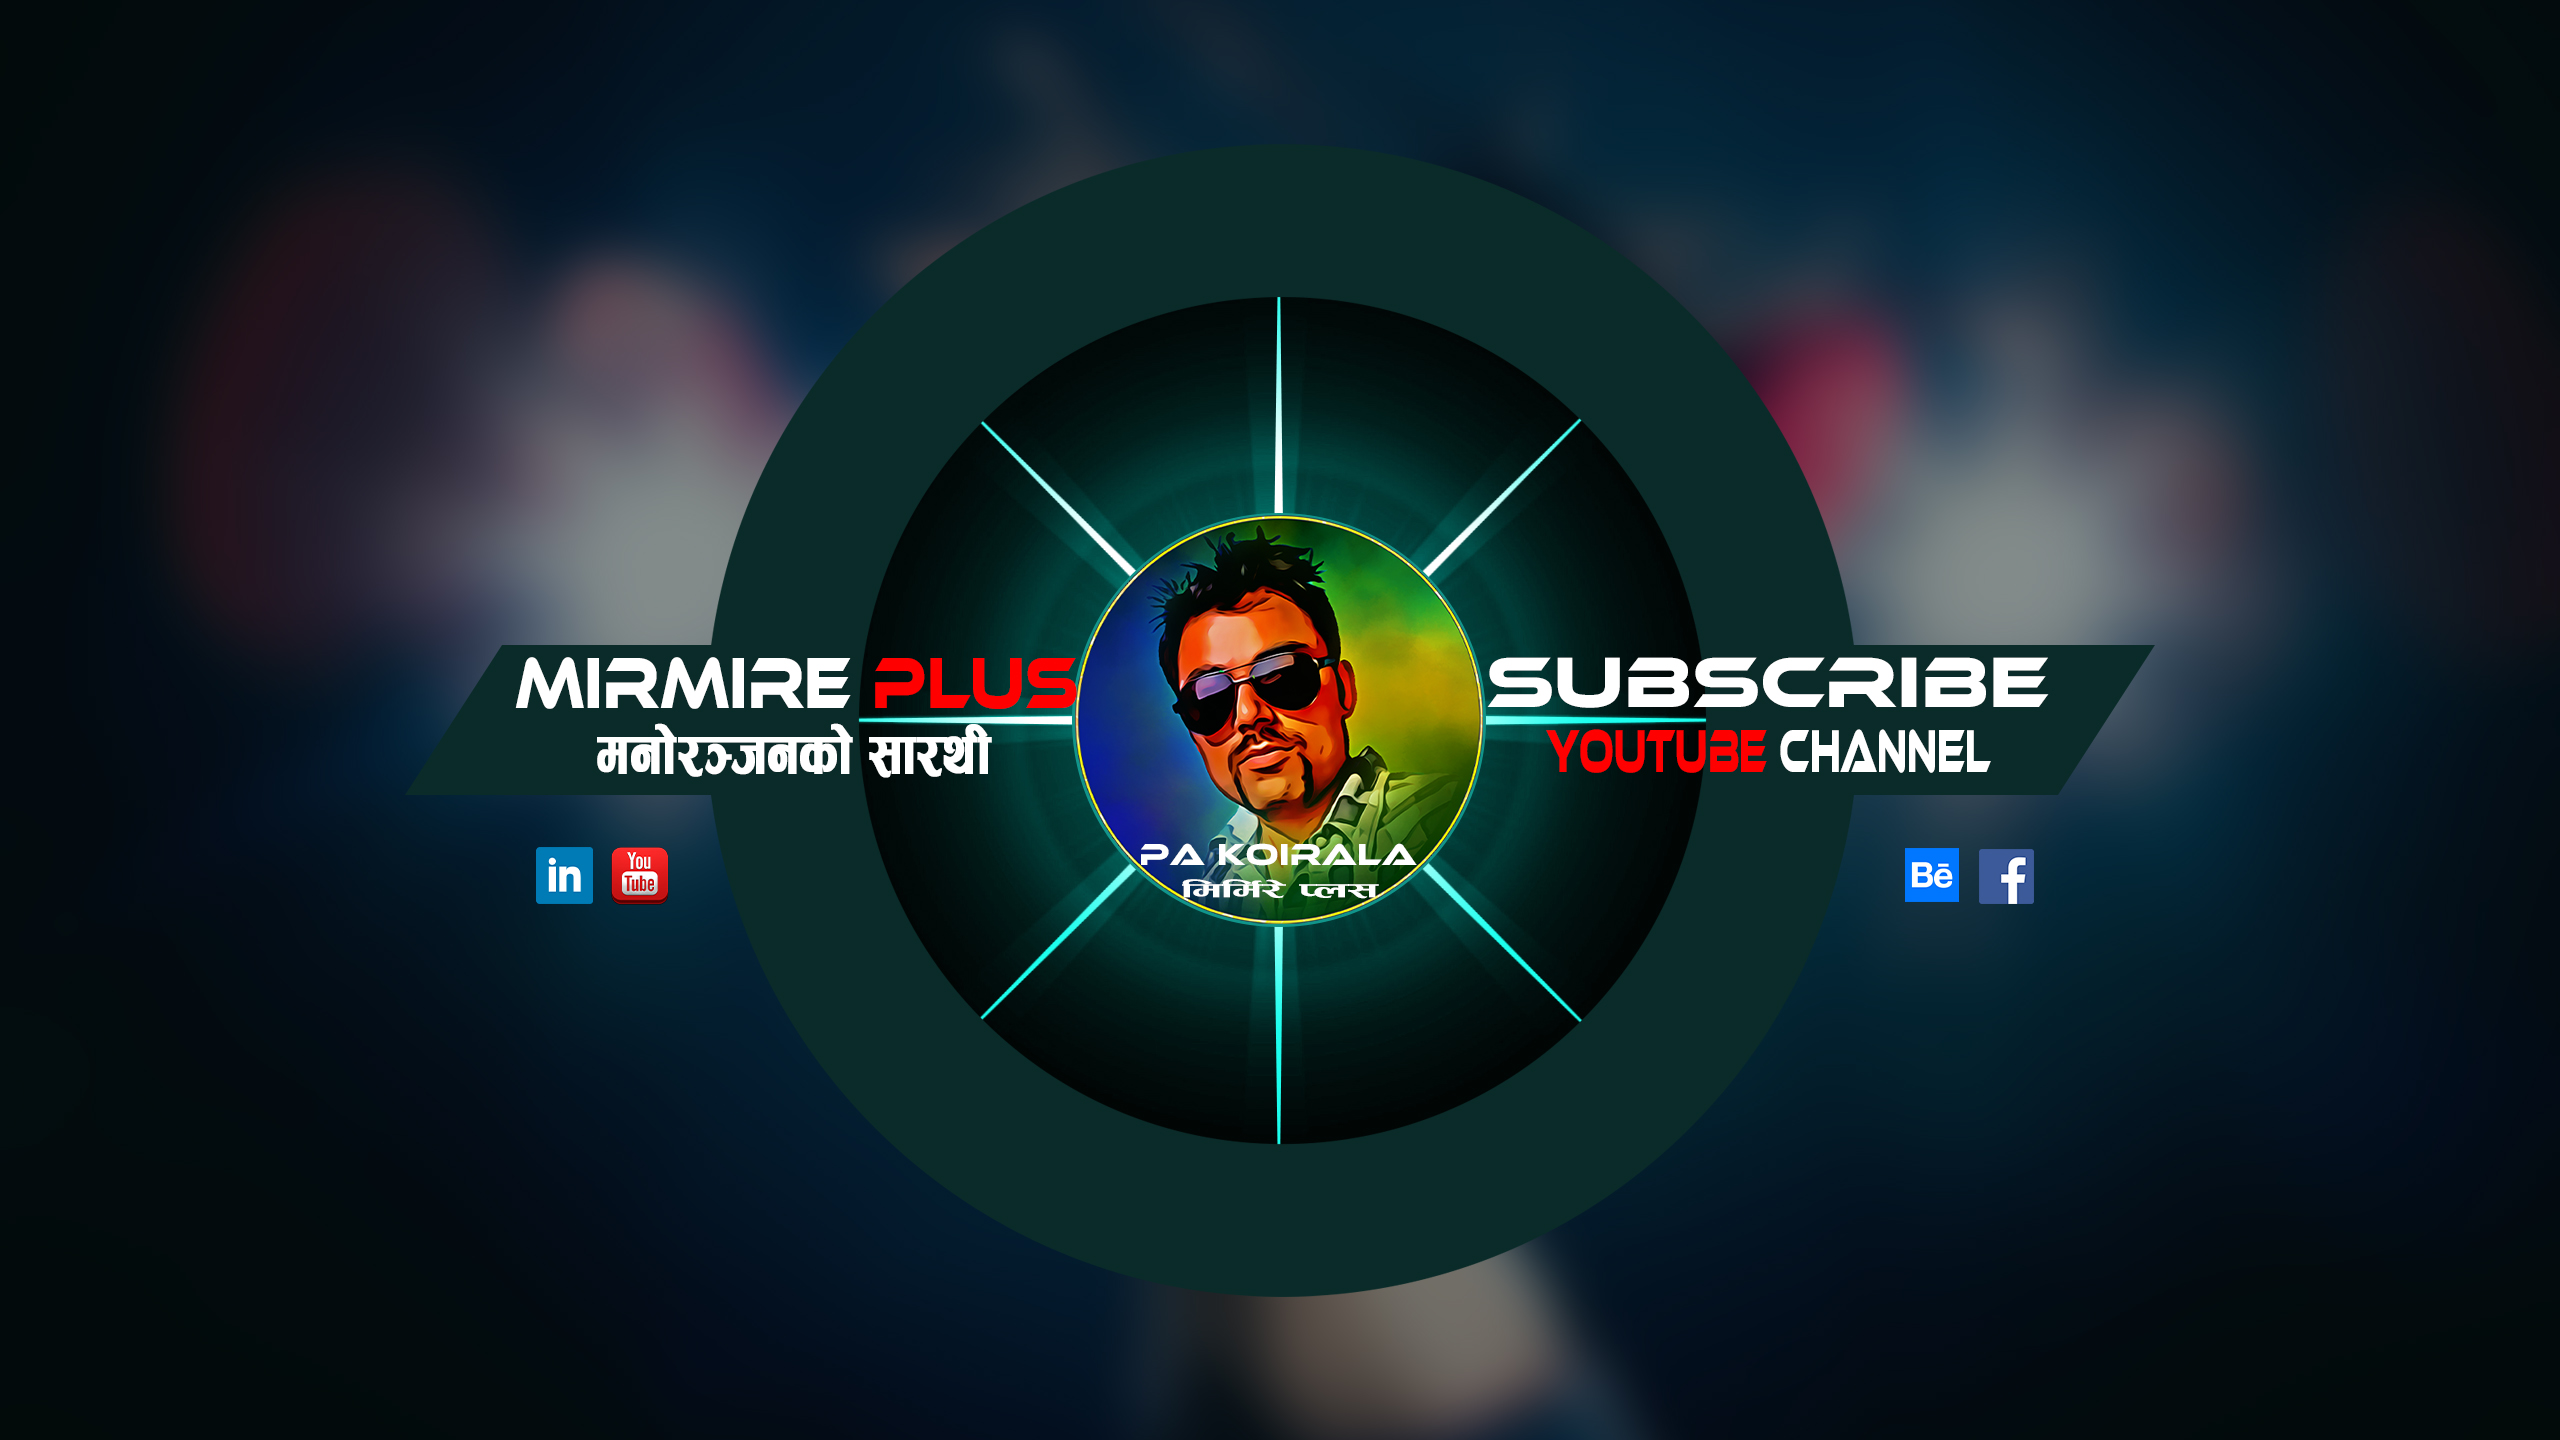 MIRMIRE PLUS
मनोरञ्जनको सारथी
SUBSCRIBE
YOUTUBE CHANNEL
PA KOIRALA
मिर्मिरे प्लस
in
You
Tube
Bē
f